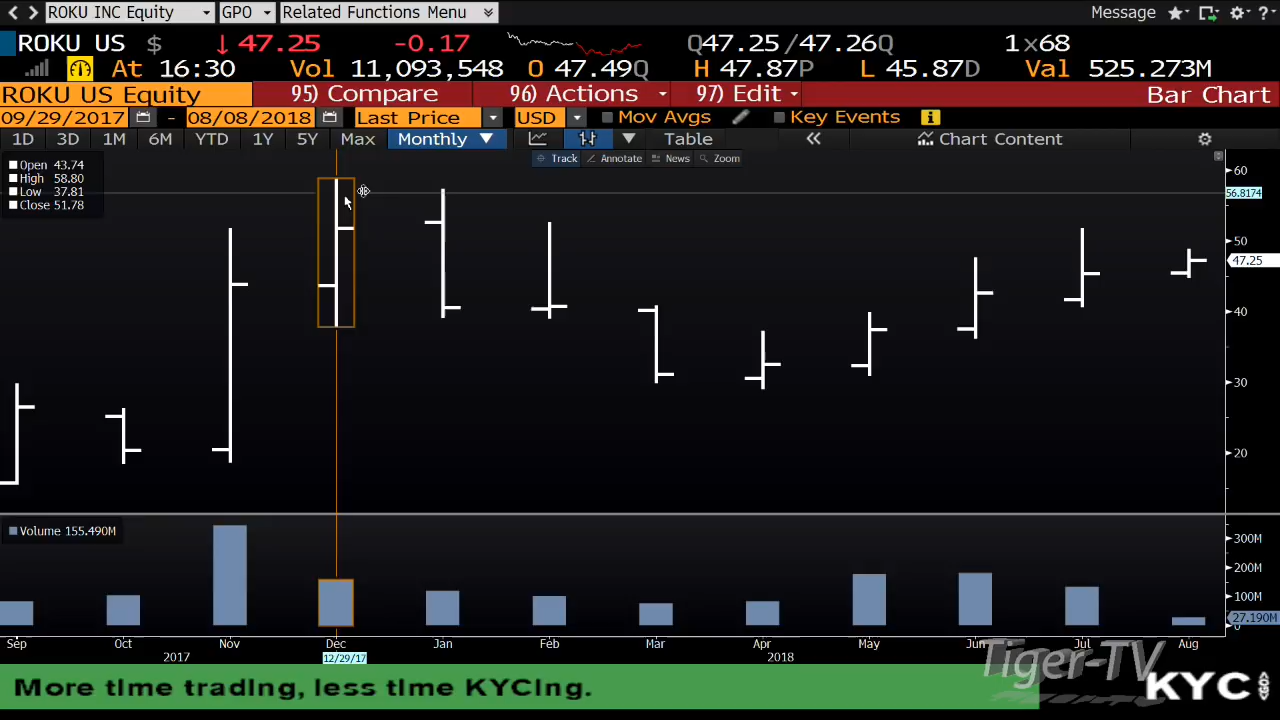 ROKU INC Equity GPO Related Functions Menu Message ?
ROKU US $ ↓47.25 -0.17 Q47.25/47.26Q 1×68
At 16:30 Vol 11,093,548 O 47.49Q H 47.87P L 45.87D Val 525.273M
ROKU US Equity 95) Compare 96) Actions 97) Edit Bar Chart
09/29/2017 - 08/08/2018 Last Price USD Mov Avgs Key Events i
1D 3D 1M 6M YTD 1Y 5Y Max Monthly ▼ Table « Chart Content
Track Annotate News Zoom
Open 43.74
High 58.80
Low 37.81
Close 51.78
60
56.8174
50
47.25
40
30
20
Volume 155.490M
300M
200M
100M
27.190M
0
Sep Oct Nov Dec Jan Feb Mar Apr May Jun Jul Aug
2017 12/29/17 2018
Tiger-TV
More time trading, less time KYCing.
KYC